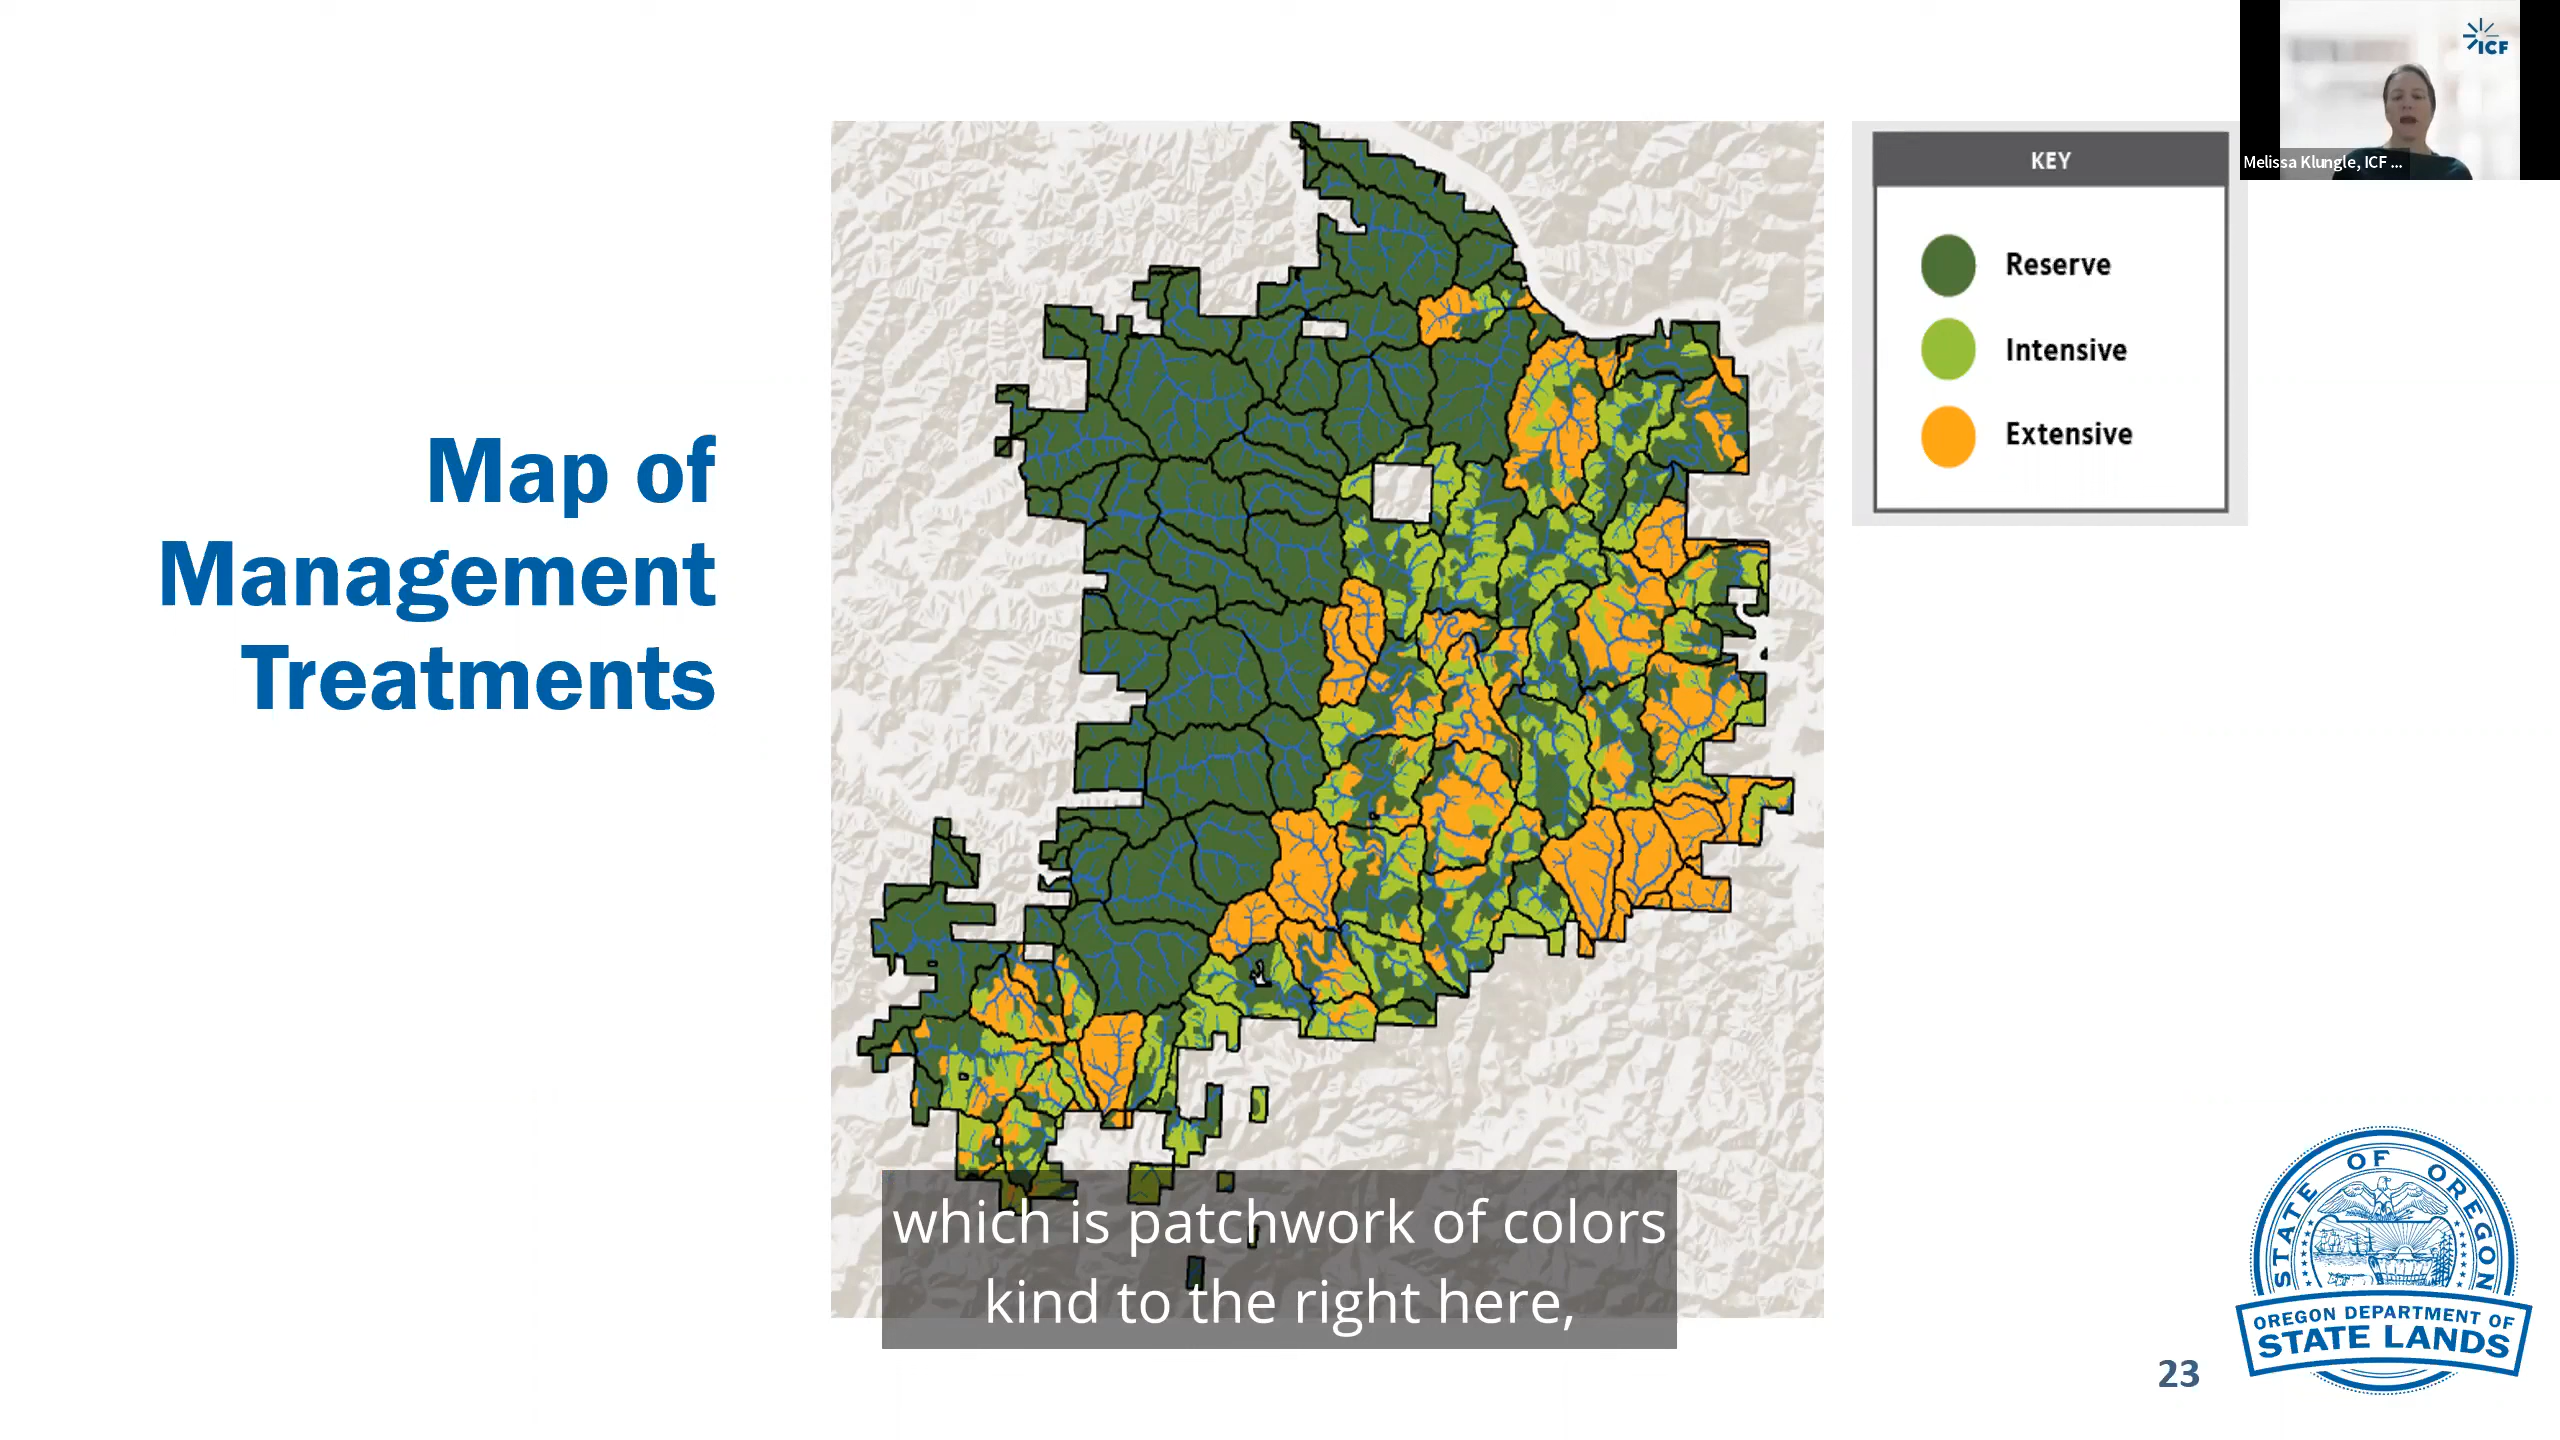 ICF
Melissa Klungle, ICF ...
KEY
Reserve
Intensive
Extensive
Map of
Management
Treatments
which is patchwork of colors
kind to the right here,
STATE OF OREGON
OREGON DEPARTMENT OF
STATE LANDS
23